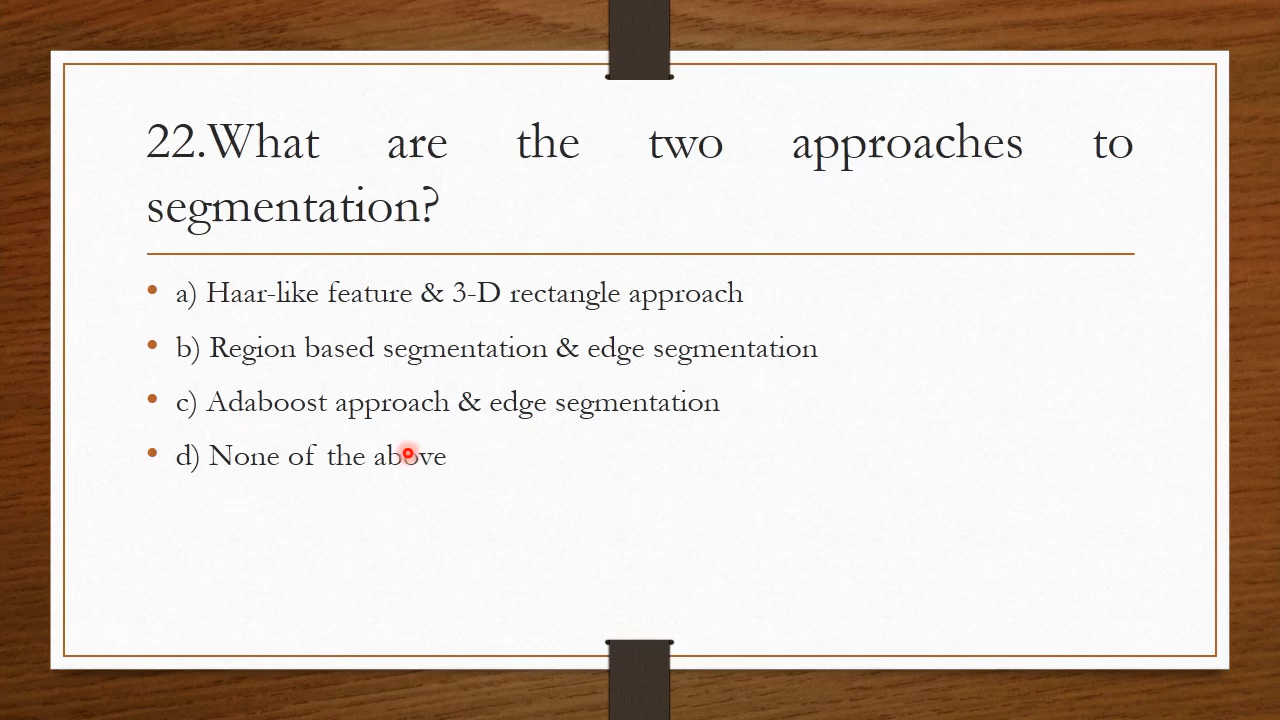 22.What are the two approaches to
segmentation?
• a) Haar-like feature & 3-D rectangle approach
• b) Region based segmentation & edge segmentation
• c) Adaboost approach & edge segmentation
• d) None of the above